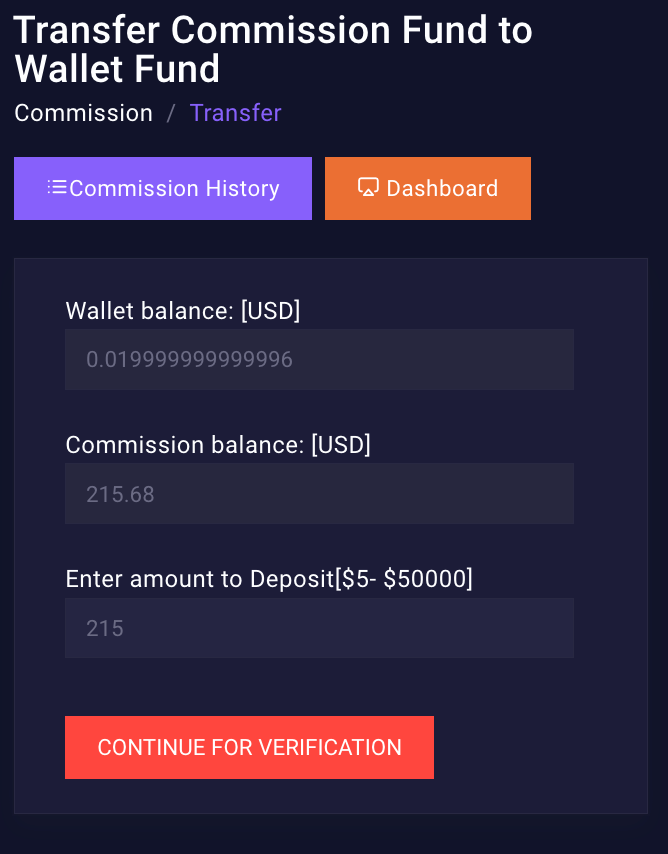 Transfer Commission Fund to
Wallet Fund
Commission / Transfer
Commission History
Dashboard
Wallet balance: [USD]
0.019999999999996
Commission balance: [USD]
215.68
Enter amount to Deposit[$5- $50000]
215
CONTINUE FOR VERIFICATION